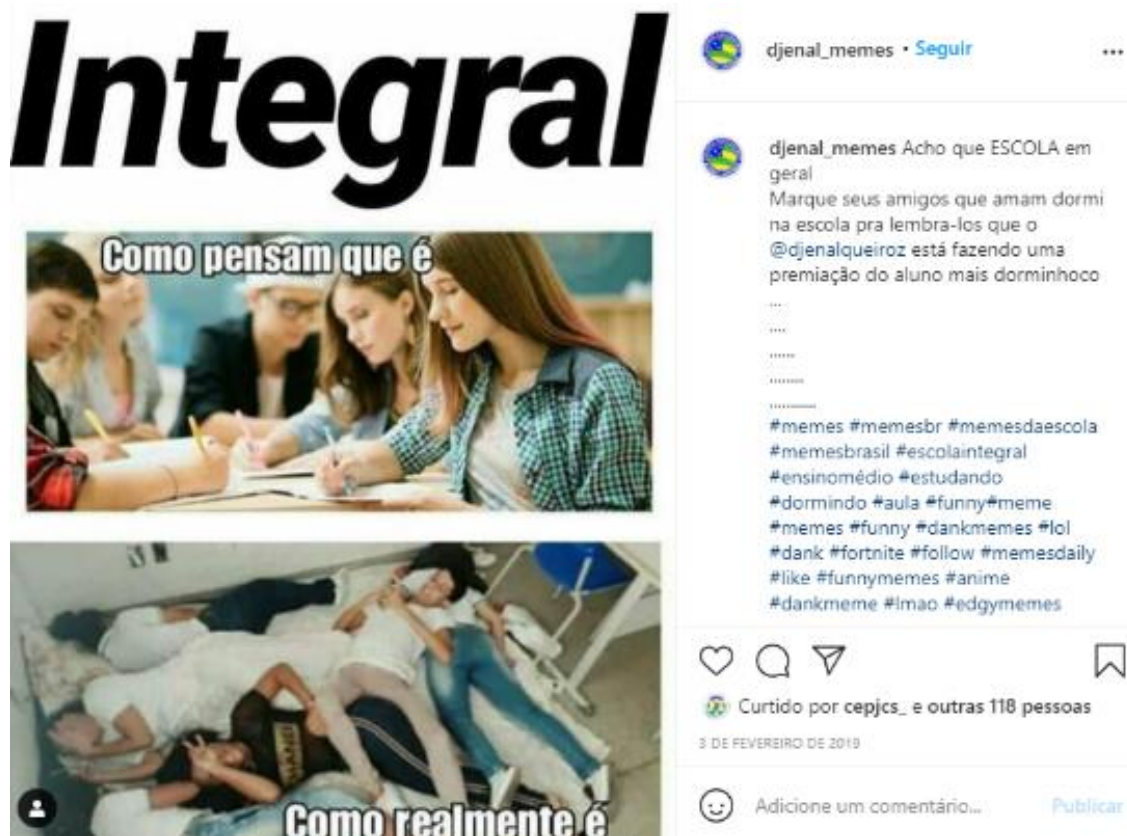 Integral
Como pensam que é
Como realmente é
djenal_memes • Seguir
...
djenal_memes Acho que ESCOLA em
geral
Marque seus amigos que amam dormi
na escola pra lembra-los que o
@djenalqueiroz está fazendo uma
premiação do aluno mais dorminhoco
...
....
......
........
...........
#memes #memesbr #memesdaescola
#memesbrasil #escolaintegral
#ensinomédio #estudando
#dormindo #aula #funny#meme
#memes #funny #dankmemes #lol
#dank #fortnite #follow #memesdaily
#like #funnymemes #anime
#dankmeme #lmao #edgymemes
Curtido por cepjcs_ e outras 118 pessoas
3 DE FEVEREIRO DE 2019
Adicione um comentário... Publicar